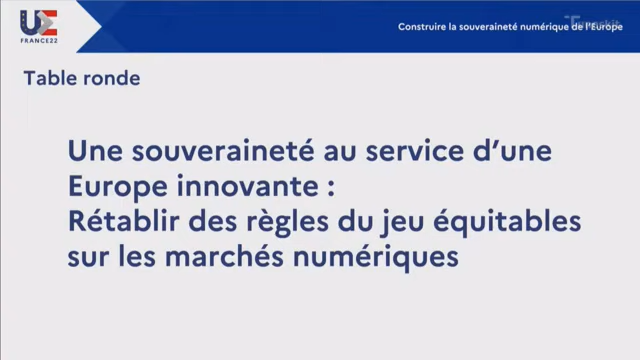 UE
FRANCE22
Construire la souveraineté numérique de l'Europe
Table ronde
Une souveraineté au service d’une
Europe innovante :
Rétablir des règles du jeu équitables
sur les marchés numériques